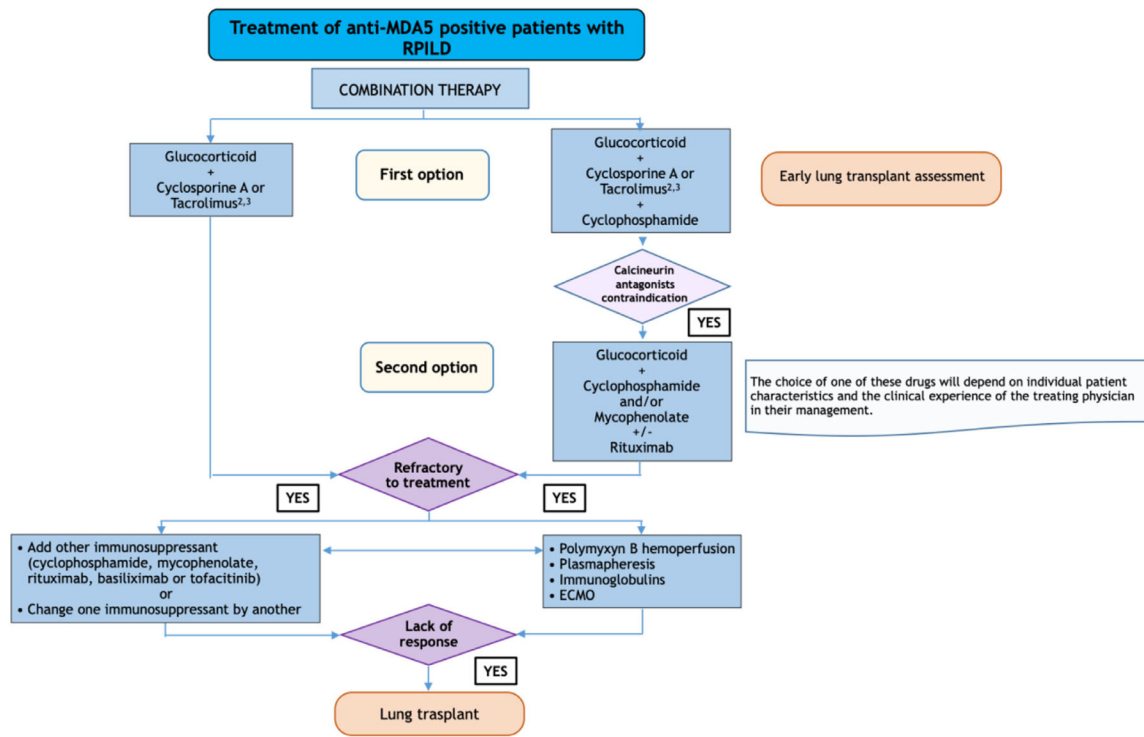 Treatment of anti-MDA5 positive patients with
RPILD
COMBINATION THERAPY
Glucocorticoid
+
Cyclosporine A or
Tacrolimus2,3
First option
Glucocorticoid
+
Cyclosporine A or
Tacrolimus2,3
+
Cyclophosphamide
Early lung transplant assessment
Calcineurin
antagonists
contraindication
YES
Second option
Glucocorticoid
+
Cyclophosphamide
and/or
Mycophenolate
+/-
Rituximab
The choice of one of these drugs will depend on individual patient
characteristics and the clinical experience of the treating physician
in their management.
Refractory
to treatment
YES
YES
• Add other immunosuppressant
(cyclophosphamide, mycophenolate,
rituximab, basiliximab or tofacitinib)
or
• Change one immunosuppressant by another
• Polymyxyn B hemoperfusion
• Plasmapheresis
• Immunoglobulins
• ECMO
Lack of
response
YES
Lung trasplant